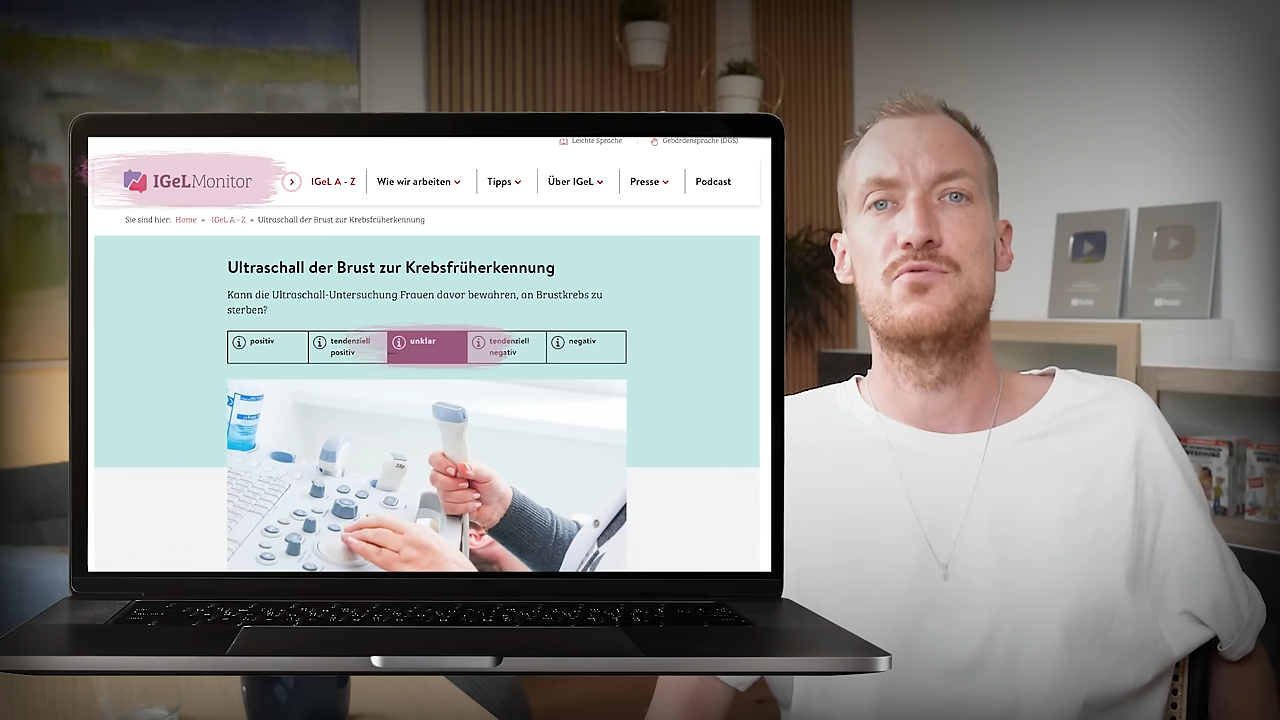 Leichte Sprache
Gebärdensprache (DGS)
IGeLMonitor
IGeL A - Z
Wie wir arbeiten
Tipps
Über IGeL
Presse
Podcast
Sie sind hier: Home » IGeL A - Z » Ultraschall der Brust zur Krebsfrüherkennung
Ultraschall der Brust zur Krebsfrüherkennung
Kann die Ultraschall-Untersuchung Frauen davor bewahren, an Brustkrebs zu
sterben?
positiv
tendenziell
positiv
unklar
tendenziell
negativ
negativ